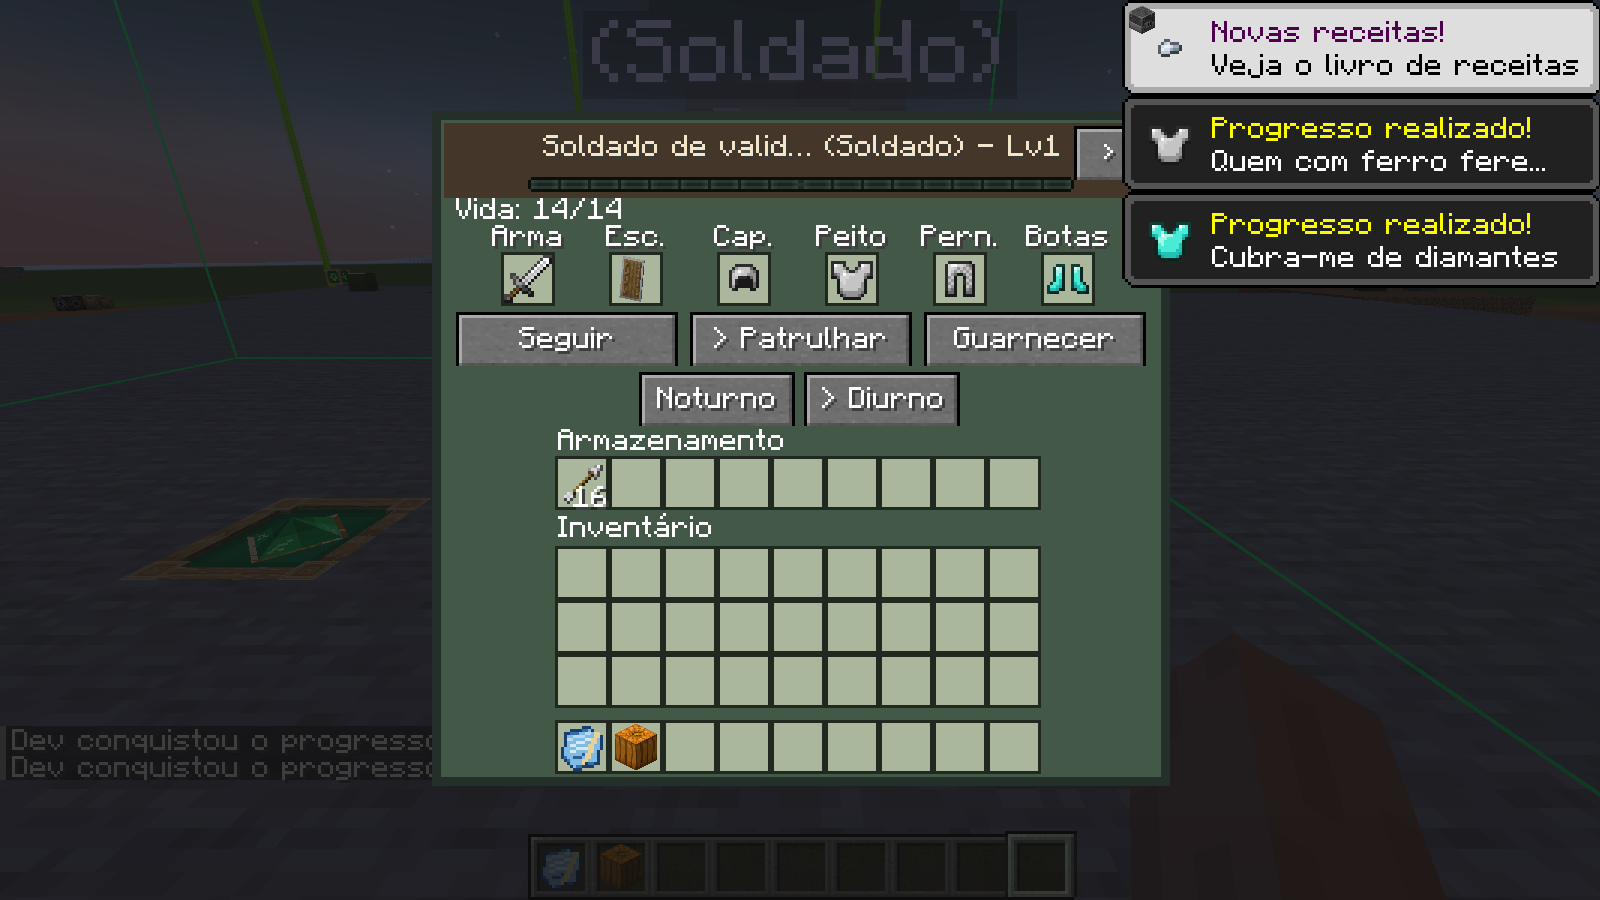 (Soldado)
Novas receitas!
Veja o livro de receitas
Progresso realizado!
Quem com ferro fere...
Progresso realizado!
Cubra-me de diamantes
Soldado de valid... (Soldado) - Lv1
>
Vida: 14/14
Arma Esc. Cap. Peito Pern. Botas
Seguir > Patrulhar Guarnecer
Noturno > Diurno
Armazenamento
16
Inventário
Dev conquistou o progresso
Dev conquistou o progresso